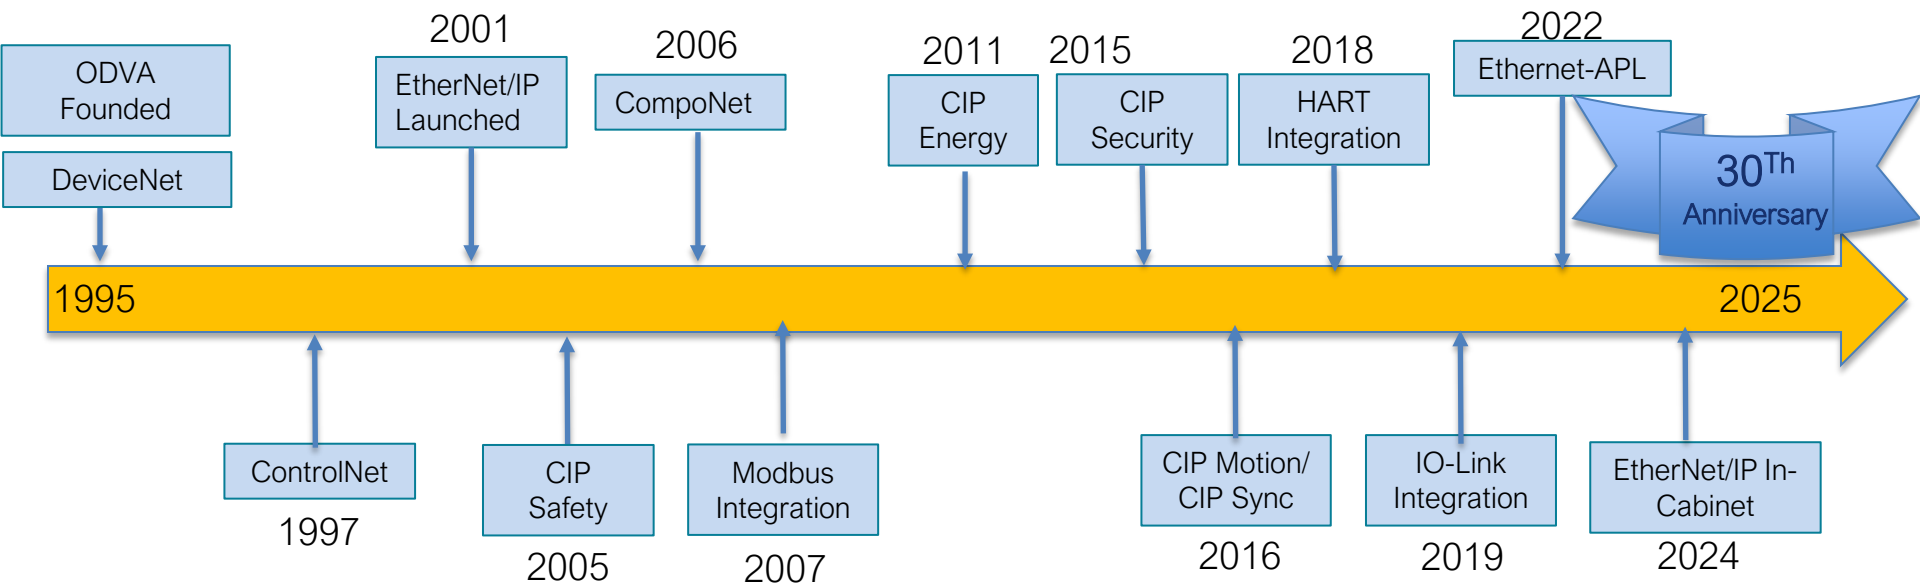 ODVA
Founded
DeviceNet
2001
EtherNet/IP
Launched
2006
CompoNet
2011
CIP
Energy
2015
CIP
Security
2018
HART
Integration
2022
Ethernet-APL
30Th
Anniversary
1995
2025
ControlNet
1997
CIP
Safety
2005
Modbus
Integration
2007
CIP Motion/
CIP Sync
2016
IO-Link
Integration
2019
EtherNet/IP In-
Cabinet
2024